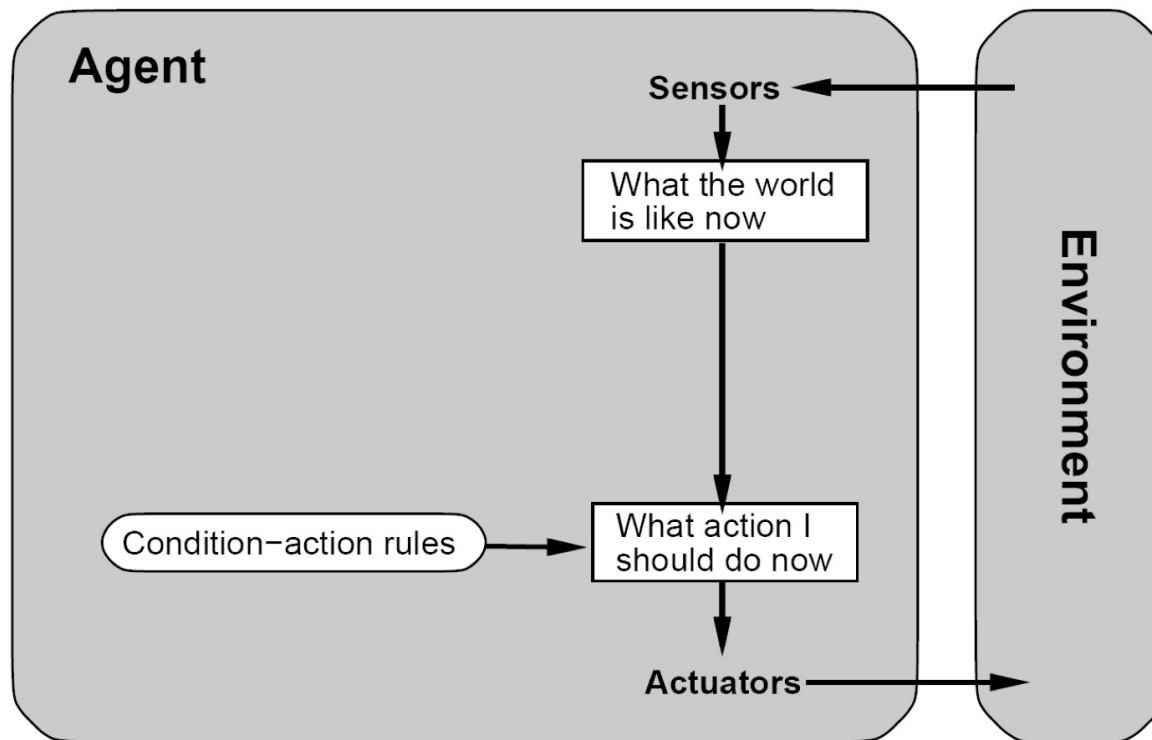 Agent
Sensors
What the world
is like now
Environment
Condition−action rules
What action I
should do now
Actuators